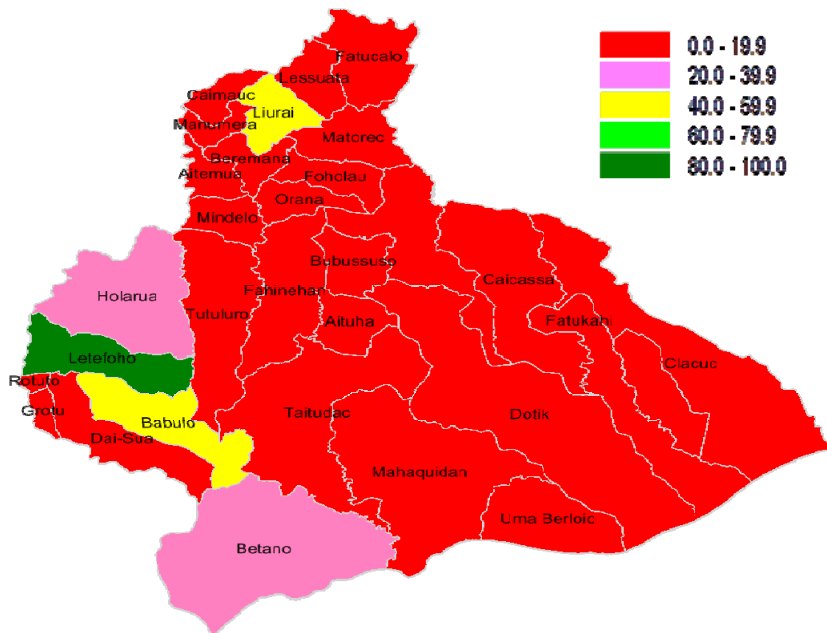 Fatucalo
Lessuata
Caimauc
Liurai
Manumera
Matorec
Beremana
Aitemua
Foholau
Orana
Mindelo
Bubussuso
Caicassa
Holarua
Fahinehan
Tutuluro
Aituha
Fatukahi
Letefoho
Clacuc
Rotuto
Grotu
Babulo
Taitudac
Dotik
Dai-Sua
Mahaquidan
Uma Berloic
Betano
0.0 - 19.9
20.0 - 39.9
40.0 - 59.9
60.0 - 79.9
80.0 - 100.0